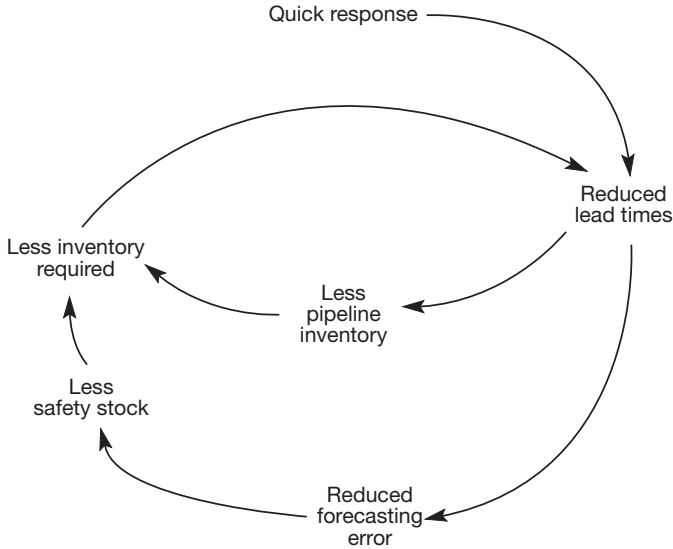 Quick response
Reduced
lead times
Less inventory
required
Less
pipeline
inventory
Less
safety stock
Reduced
forecasting
error